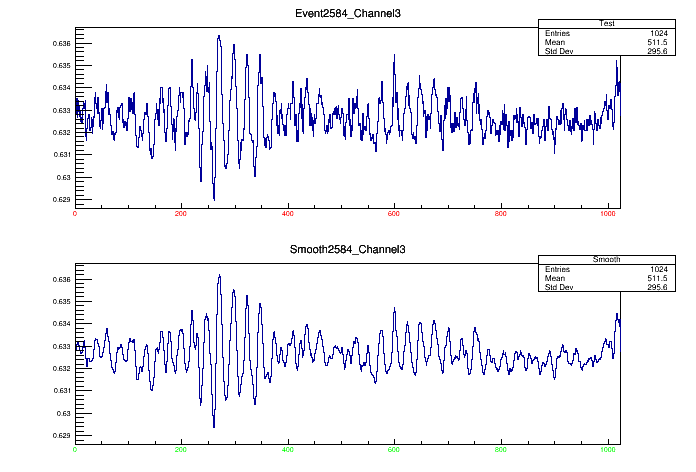 Event2584_Channel3
Test
Entries 1024
Mean 511.5
Std Dev 295.6
0.636
0.635
0.634
0.633
0.632
0.631
0.63
0.629
0 200 400 600 800 1000
Smooth2584_Channel3
Smooth
Entries 1024
Mean 511.5
Std Dev 295.6
0.636
0.635
0.634
0.633
0.632
0.631
0.63
0.629
0 200 400 600 800 1000